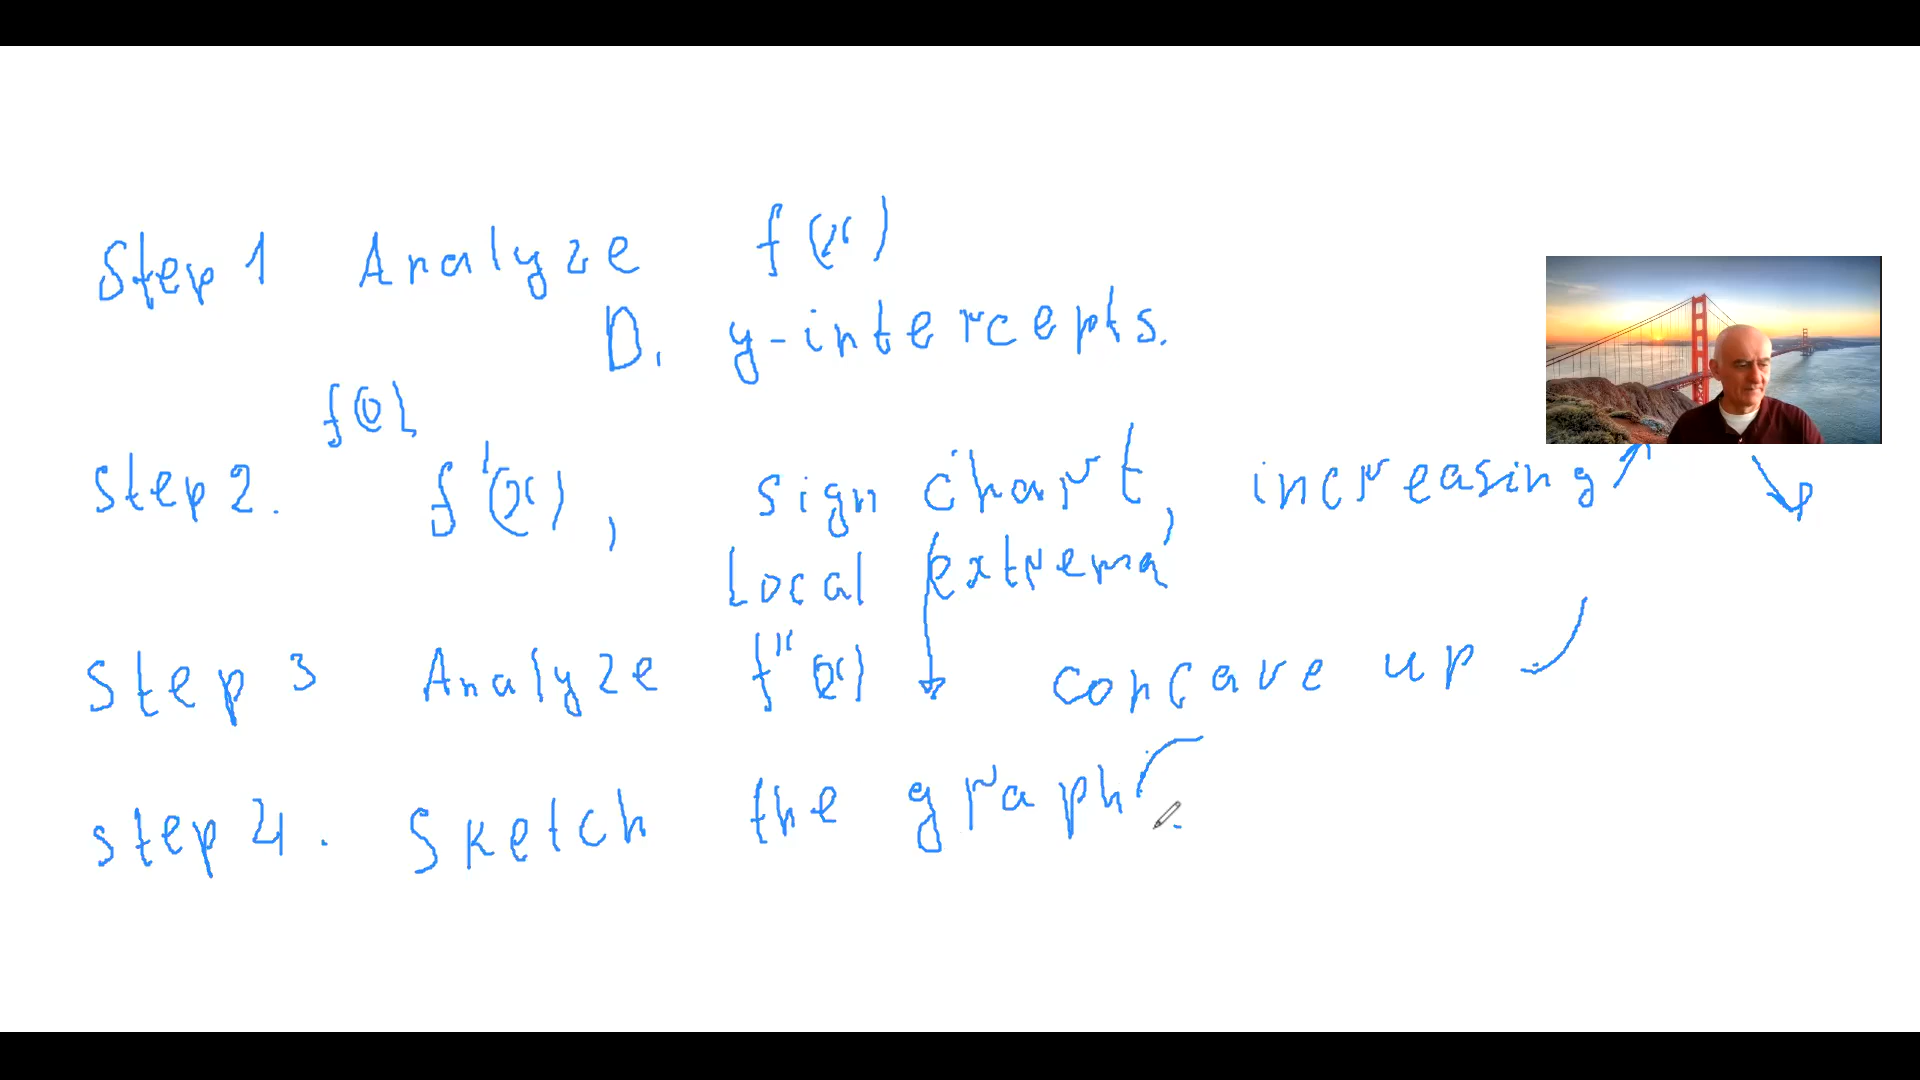 Step 1 Analyze f(x)
D, y-intercepts.
f(0)
Step 2. f'(x), sign chart, increasing
Local extrema
Step 3 Analyze f''(x) concave up
Step 4. Sketch the graph